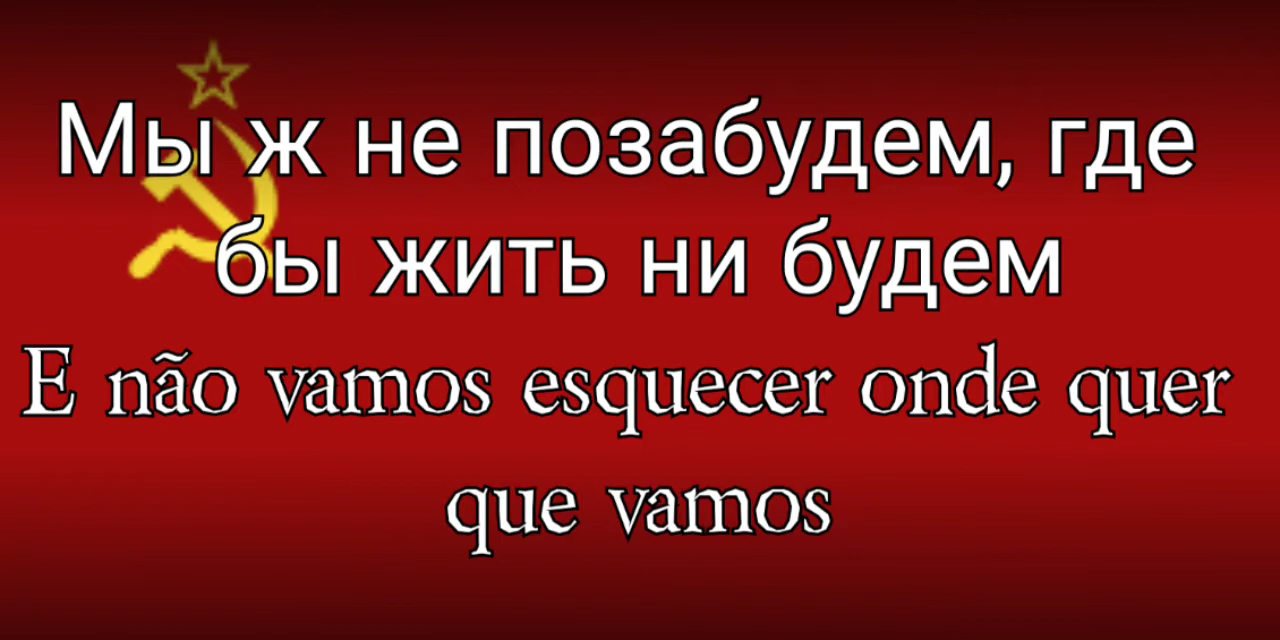 Мы ж не позабудем, где
бы жить ни будем
E não vamos esquecer onde quer
que vamos